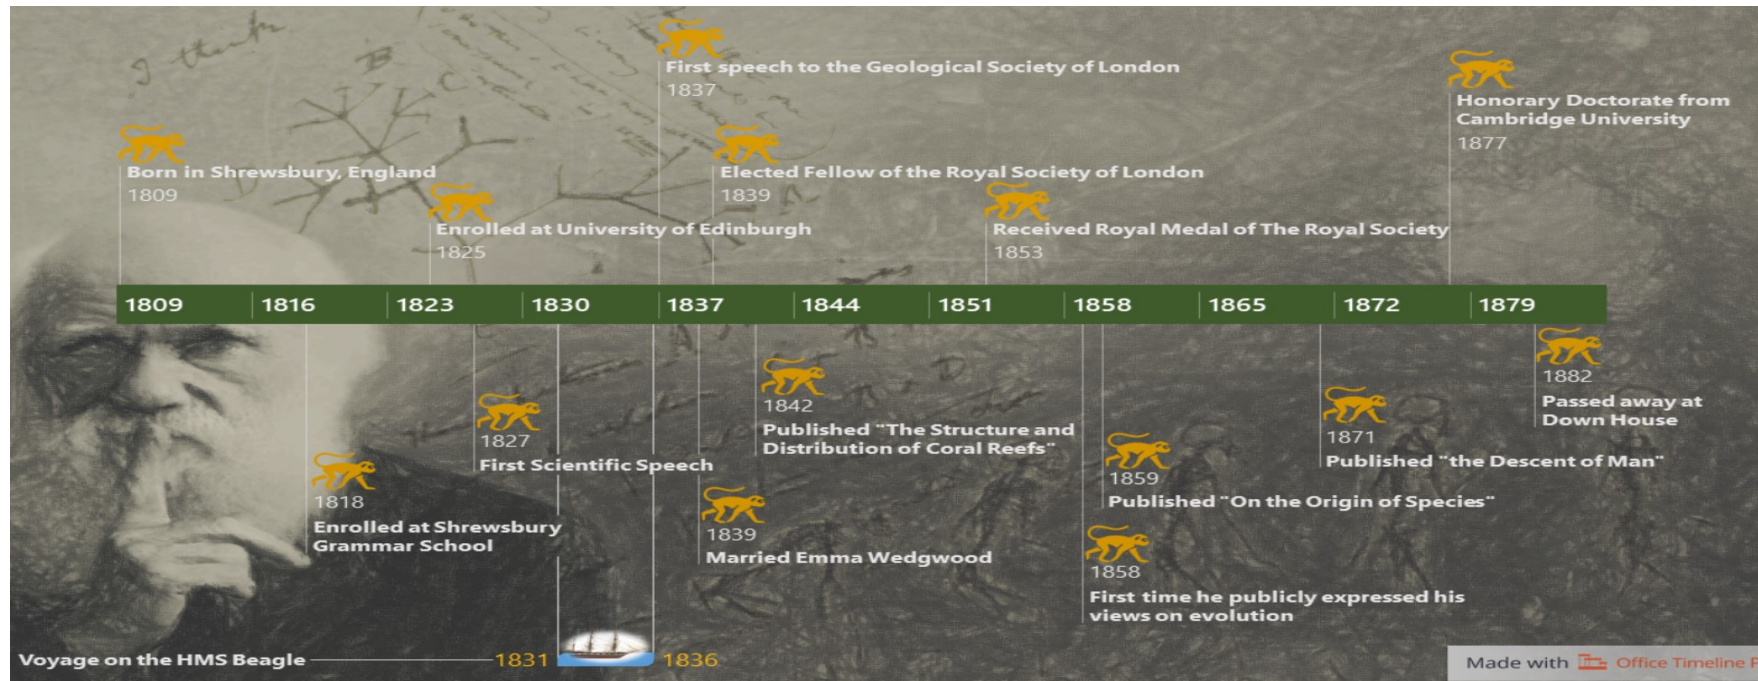 I think
B
C
D
A
First speech to the Geological Society of London
1837
Honorary Doctorate from
Cambridge University
1877
Born in Shrewsbury, England
1809
Elected Fellow of the Royal Society of London
1839
Enrolled at University of Edinburgh
1825
Received Royal Medal of The Royal Society
1853
1809 1816 1823 1830 1837 1844 1851 1858 1865 1872 1879
1882
Passed away at
Down House
1842
Published "The Structure and
Distribution of Coral Reefs"
1871
Published "the Descent of Man"
1827
First Scientific Speech
1859
Published "On the Origin of Species"
1818
Enrolled at Shrewsbury
Grammar School
1839
Married Emma Wedgwood
1858
First time he publicly expressed his
views on evolution
Voyage on the HMS Beagle 1831 1836
Made with Office Timeline